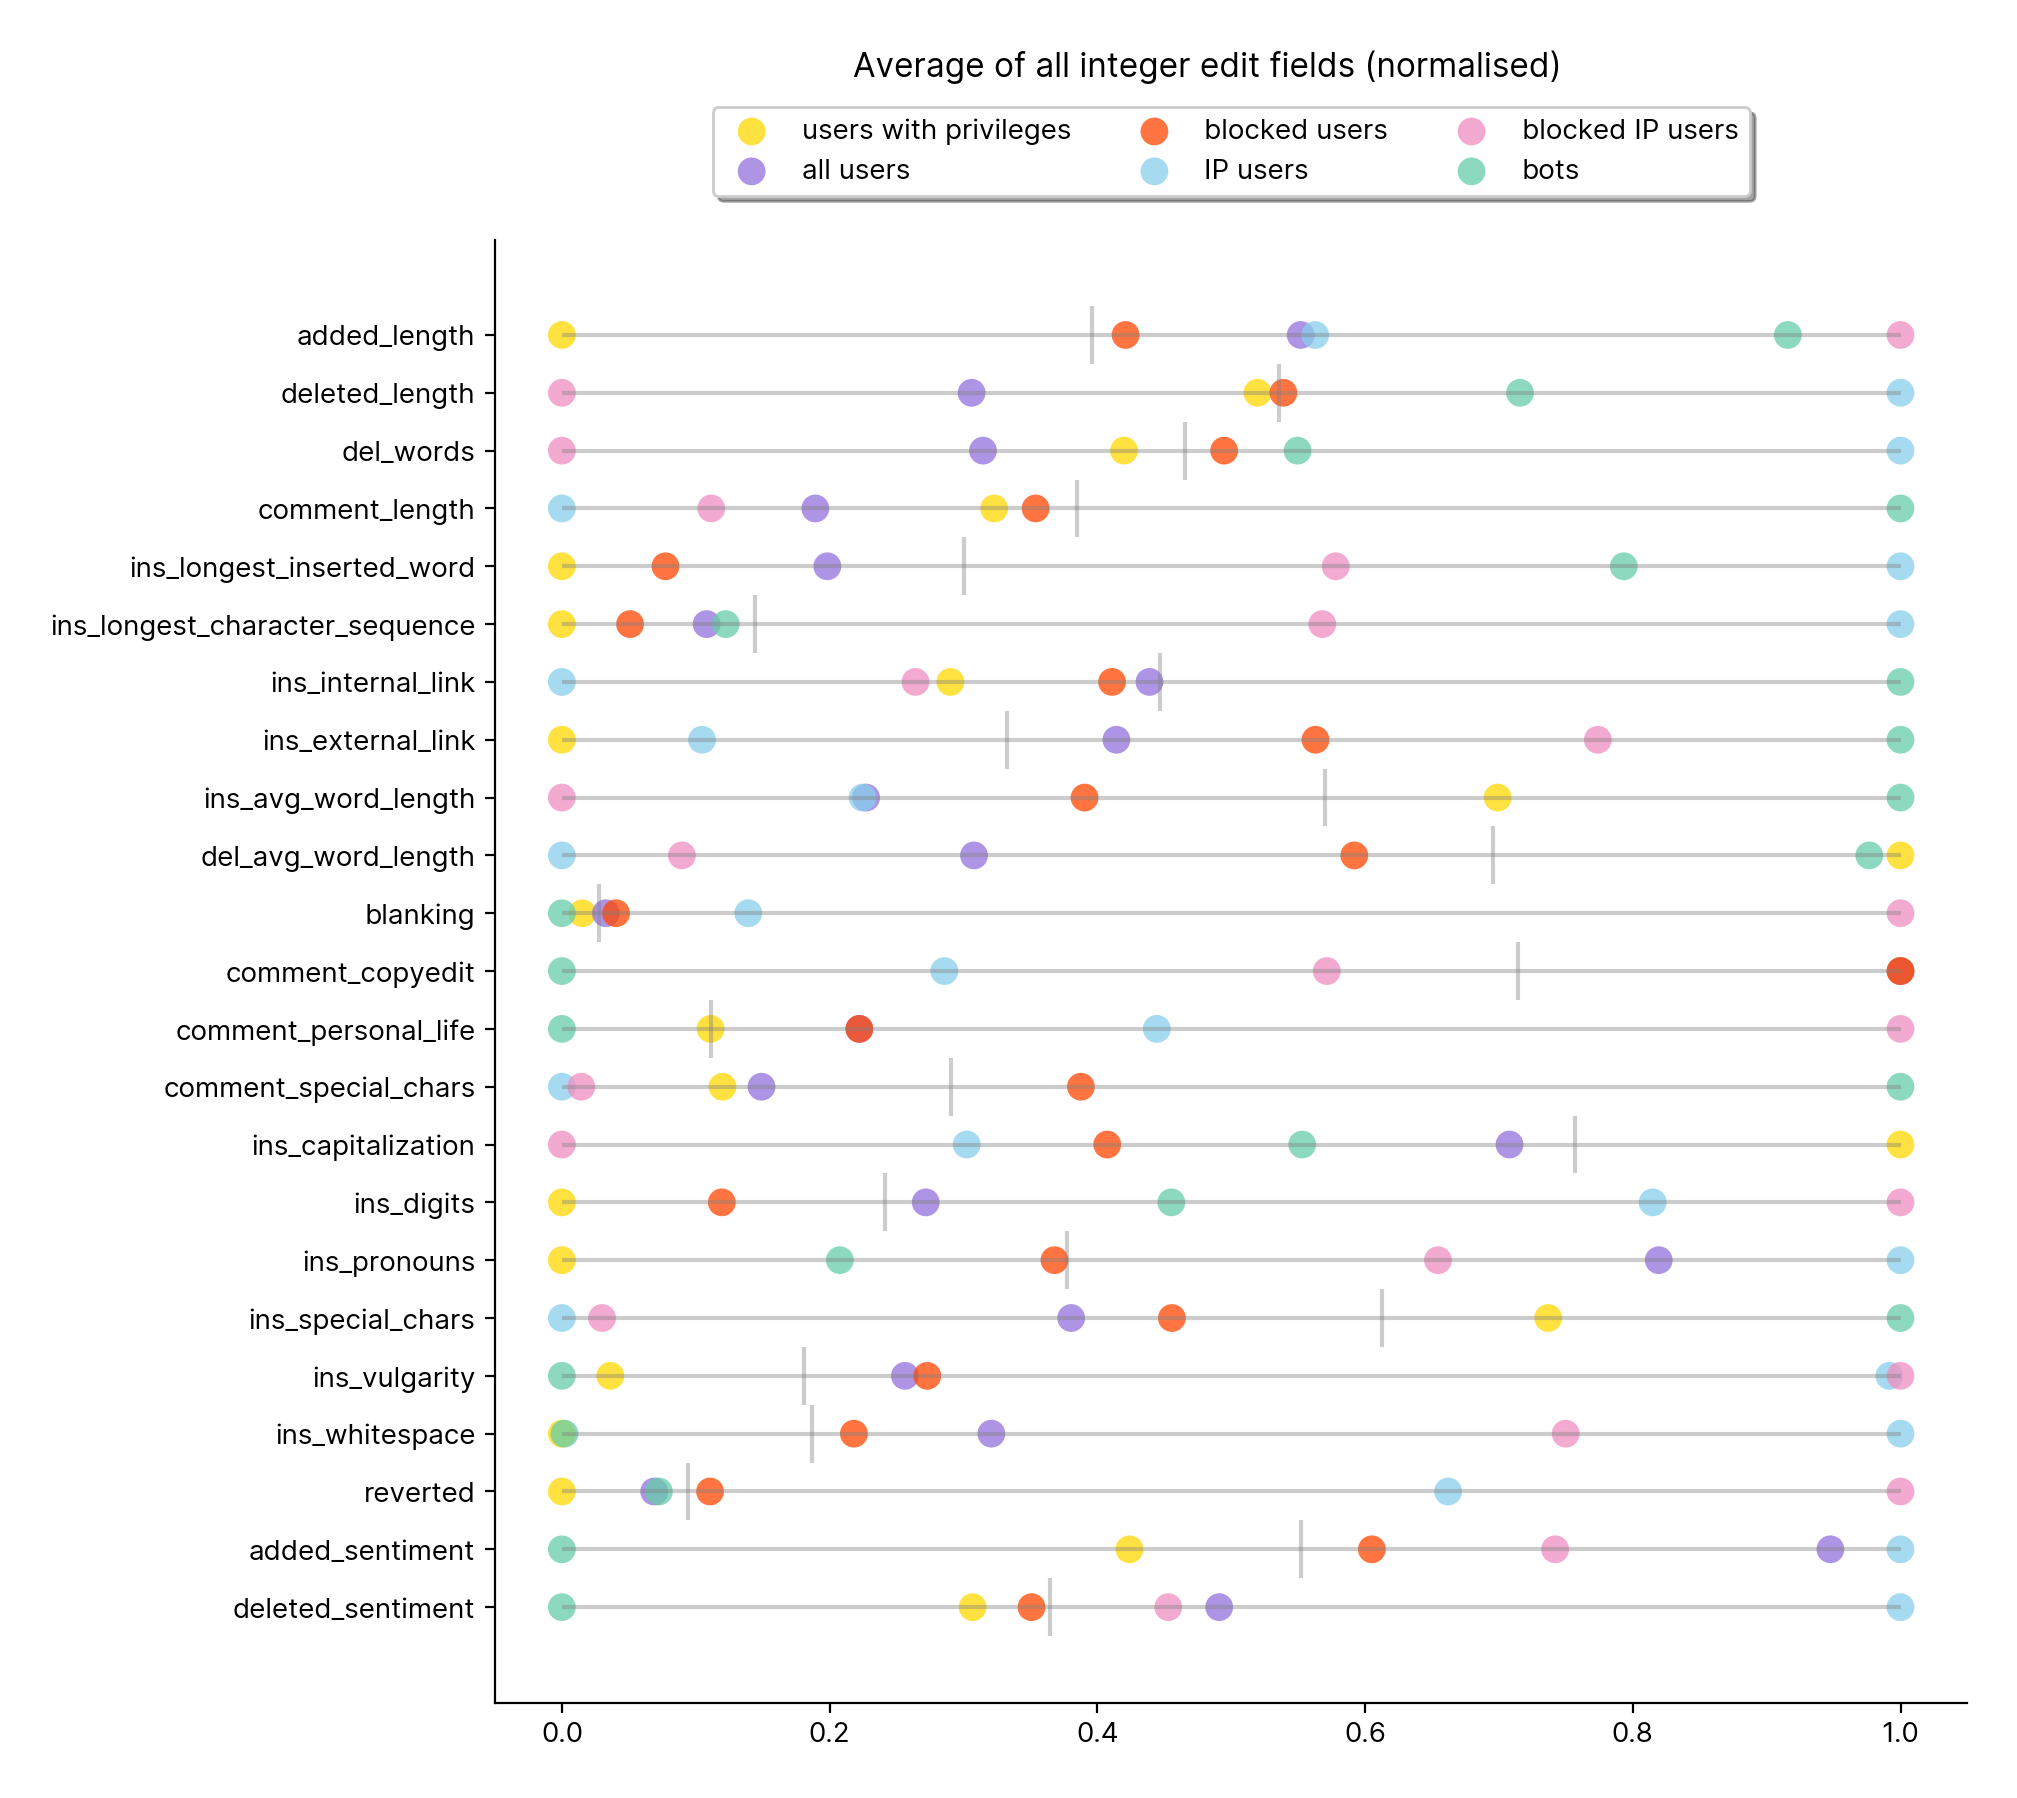 Average of all integer edit fields (normalised)
users with privileges
blocked users
blocked IP users
all users
IP users
bots
added_length
deleted_length
del_words
comment_length
ins_longest_inserted_word
ins_longest_character_sequence
ins_internal_link
ins_external_link
ins_avg_word_length
del_avg_word_length
blanking
comment_copyedit
comment_personal_life
comment_special_chars
ins_capitalization
ins_digits
ins_pronouns
ins_special_chars
ins_vulgarity
ins_whitespace
reverted
added_sentiment
deleted_sentiment
0.0 0.2 0.4 0.6 0.8 1.0